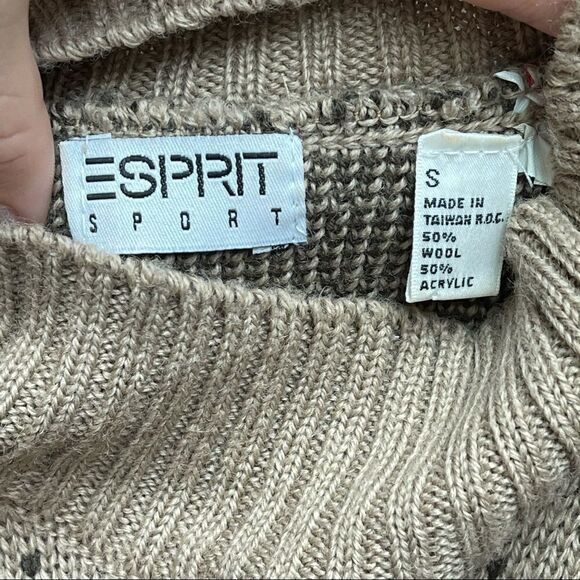 ESPRIT
SPORT
S
MADE IN
TAIWAN R.O.C.
50%
WOOL
50%
ACRYLIC